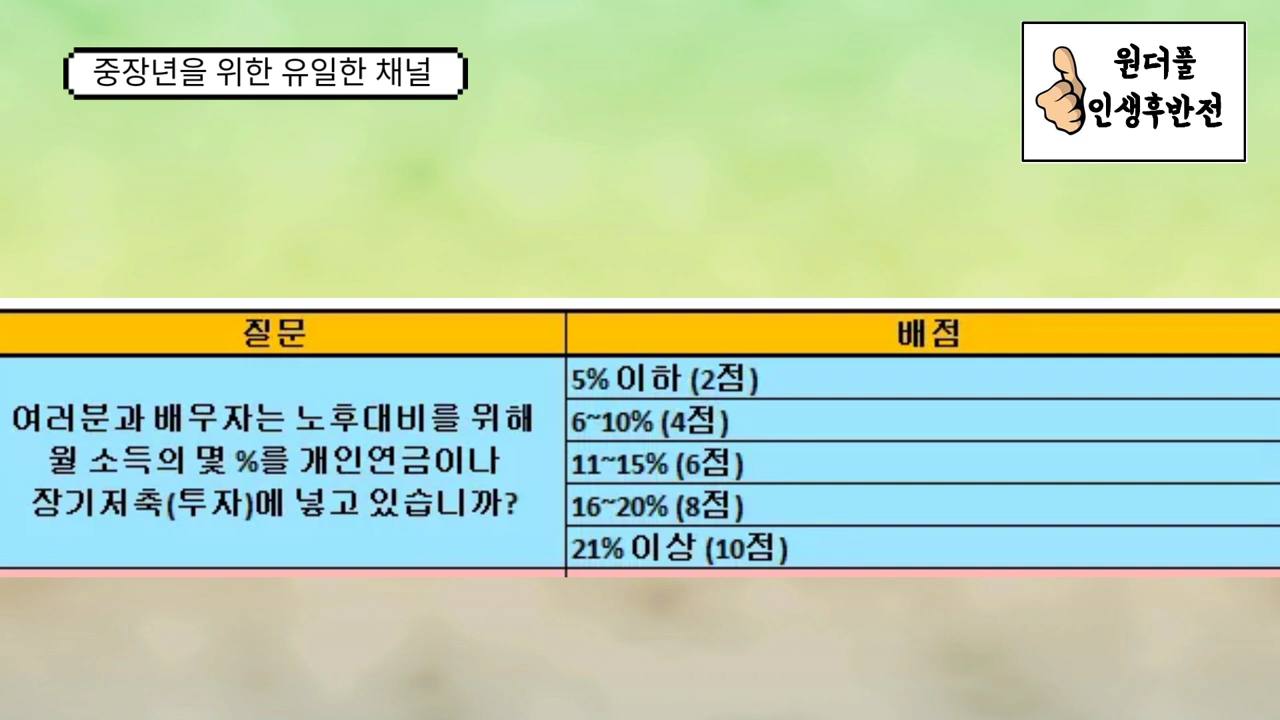 중장년을 위한 유일한 채널
원더풀
인생후반전
질문
배점
여러분과 배우자는 노후대비를 위해
월 소득의 몇 %를 개인연금이나
장기저축(투자)에 넣고 있습니까?
5% 이하 (2점)
6~10% (4점)
11~15% (6점)
16~20% (8점)
21% 이상 (10점)